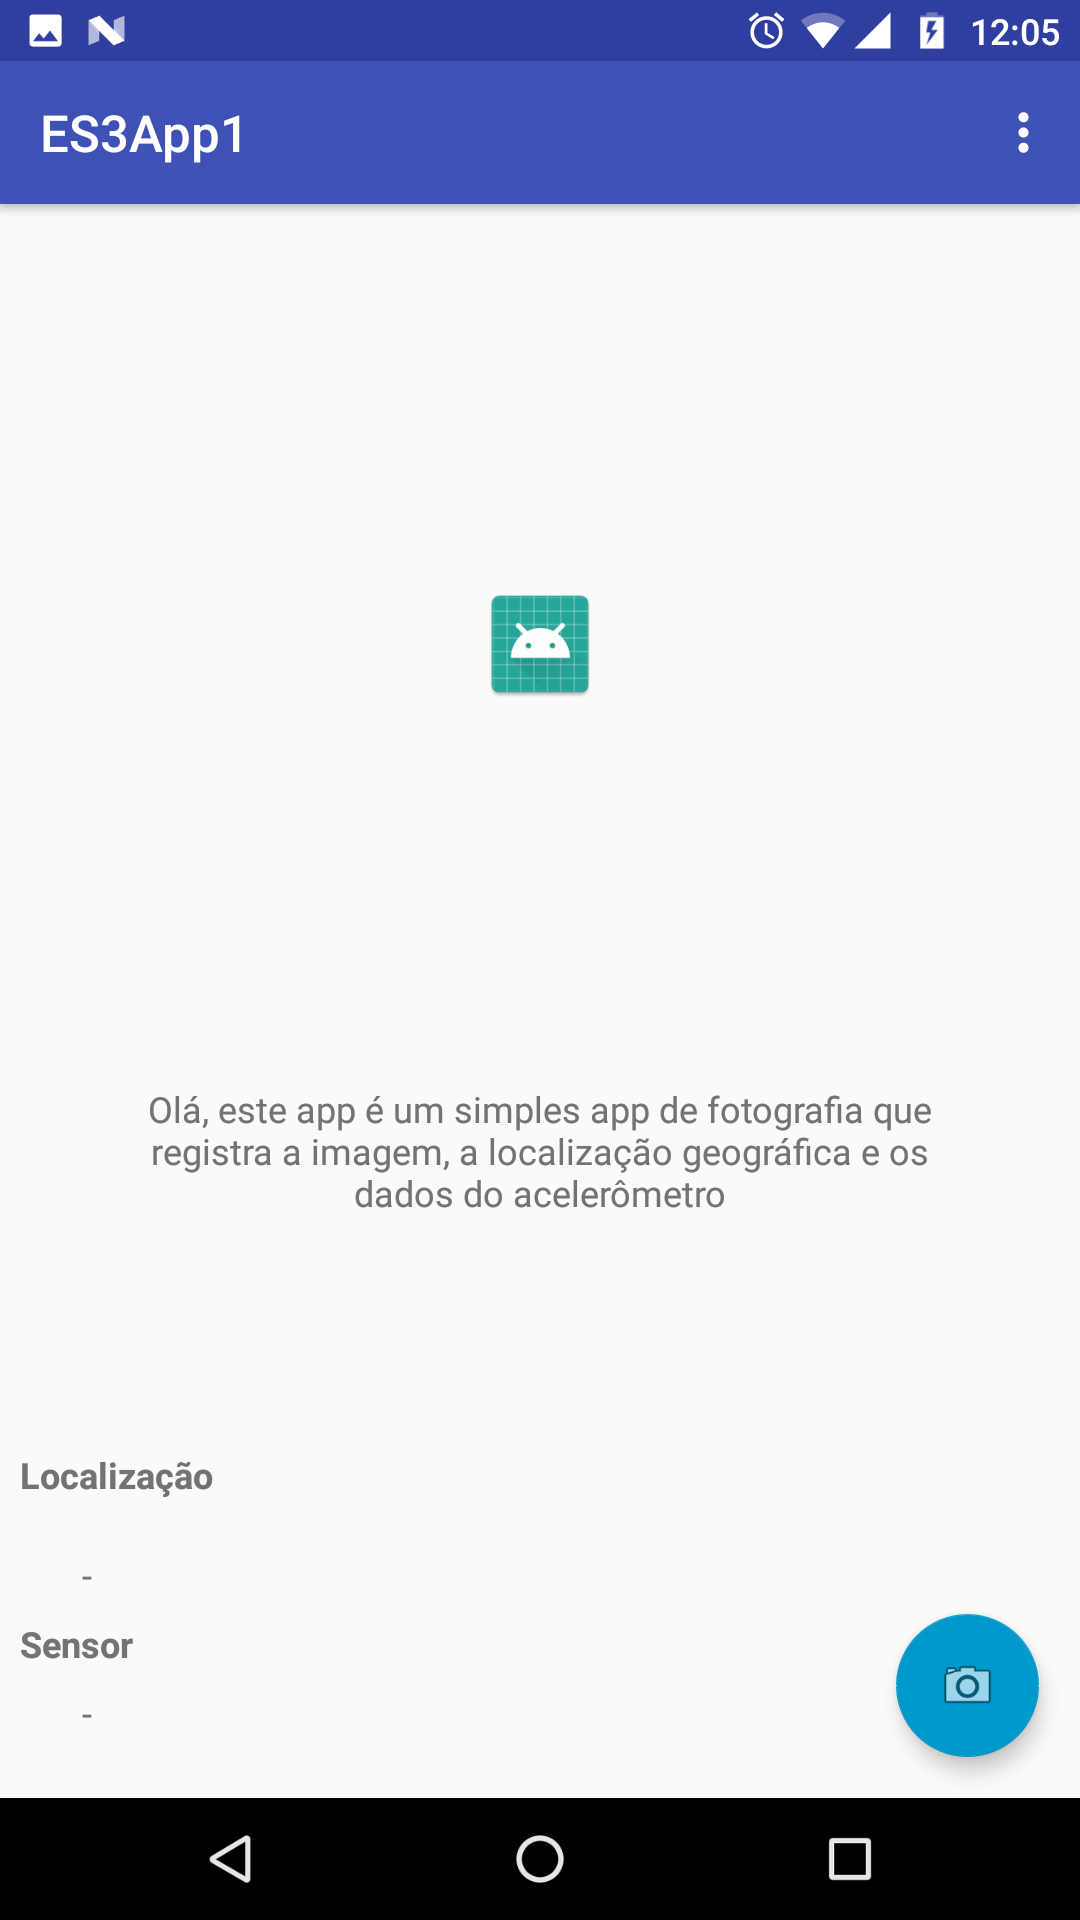 12:05
ES3App1
Olá, este app é um simples app de fotografia que
registra a imagem, a localização geográfica e os
dados do acelerômetro
Localização
-
Sensor
-